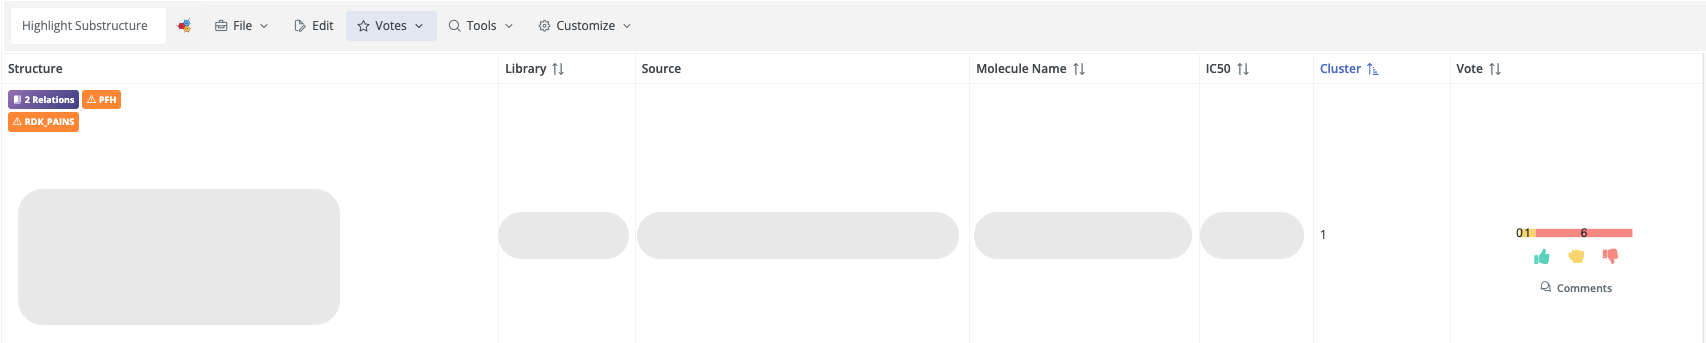 Highlight Substructure File Edit Votes Tools Customize
Structure Library Source Molecule Name IC50 Cluster Vote
2 Relations PFH
RDK_PAINS
1
0 1 6
Comments